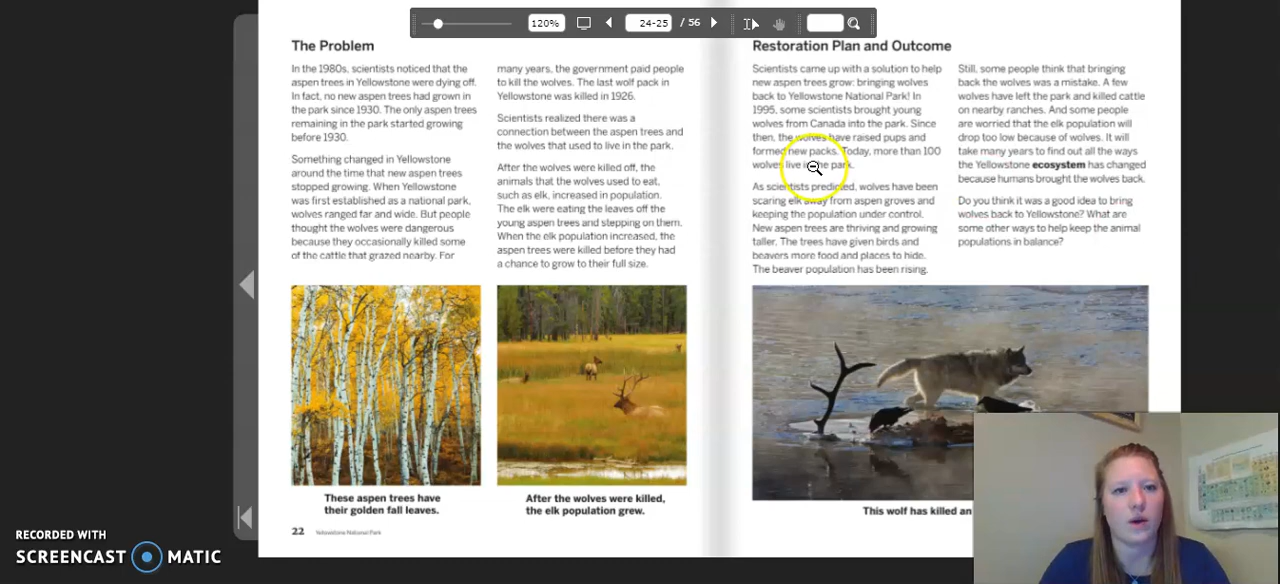 120%
24-25 / 56
The Problem
In the 1980s, scientists noticed that the
aspen trees in Yellowstone were dying off.
In fact, no new aspen trees had grown in
the park since 1930. The only aspen trees
remaining in the park started growing
before 1930.
Something changed in Yellowstone
around the time that new aspen trees
stopped growing. When Yellowstone
was first established as a national park,
wolves ranged far and wide. But people
thought the wolves were dangerous
because they occasionally killed some
of the cattle that grazed nearby. For
many years, the government paid people
to kill the wolves. The last wolf pack in
Yellowstone was killed in 1926.
Scientists realized there was a
connection between the aspen trees and
the wolves that used to live in the park.
After the wolves were killed off, the
animals that the wolves used to eat,
such as elk, increased in population.
The elk were eating the leaves off the
young aspen trees and stepping on them.
When the elk population increased, the
aspen trees were killed before they had
a chance to grow to their full size.
These aspen trees have
their golden fall leaves.
After the wolves were killed,
the elk population grew.
22 Yellowstone National Park
Restoration Plan and Outcome
Scientists came up with a solution to help
new aspen trees grow: bringing wolves
back to Yellowstone National Park! In
1995, some scientists brought young
wolves from Canada into the park. Since
then, the wolves have raised pups and
formed new packs. Today, more than 100
wolves live in the park.
As scientists predicted, wolves have been
scaring elk away from aspen groves and
keeping the population under control.
New aspen trees are thriving and growing
taller. The trees have given birds and
beavers more food and places to hide.
The beaver population has been rising.
Still, some people think that bringing
back the wolves was a mistake. A few
wolves have left the park and killed cattle
on nearby ranches. And some people
are worried that the elk population will
drop too low because of wolves. It will
take many years to find out all the ways
the Yellowstone ecosystem has changed
because humans brought the wolves back.
Do you think it was a good idea to bring
wolves back to Yellowstone? What are
some other ways to help keep the animal
populations in balance?
This wolf has killed an
RECORDED WITH
SCREENCAST MATIC